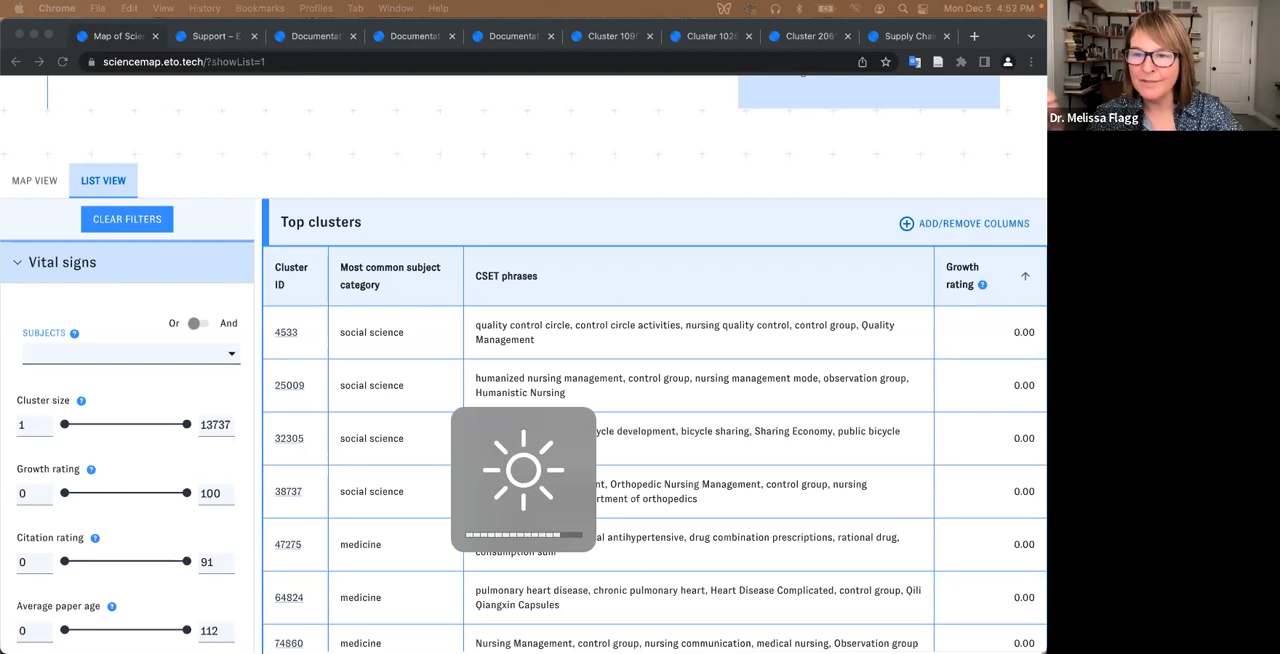 Chrome File Edit View History Bookmarks Profiles Tab Window Help Mon Dec 5 4:52 PM
Map of Scie Support – E Documentat Documentat Documentat Cluster 109 Cluster 102 Cluster 206 Supply Cha
sciencemap.eto.tech/?showList=1
Dr. Melissa Flagg
MAP VIEW LIST VIEW
CLEAR FILTERS
Vital signs
Or And
SUBJECTS ?
Cluster size ?
1 13737
Growth rating ?
0 100
Citation rating ?
0 91
Average paper age ?
0 112
Top clusters
ADD/REMOVE COLUMNS
Cluster ID
Most common subject category
CSET phrases
Growth rating ?
4533 social science quality control circle, control circle activities, nursing quality control, control group, Quality Management 0.00
25009 social science humanized nursing management, control group, nursing management mode, observation group, Humanistic Nursing 0.00
32305 social science ycle development, bicycle sharing, Sharing Economy, public bicycle 0.00
38737 social science nt, Orthopedic Nursing Management, control group, nursing rtment of orthopedics 0.00
47275 medicine al antihypertensive, drug combination prescriptions, rational drug, consumption sum 0.00
64824 medicine pulmonary heart disease, chronic pulmonary heart, Heart Disease Complicated, control group, Qili Qiangxin Capsules 0.00
74860 medicine Nursing Management, control group, nursing communication, medical nursing, Observation group 0.00